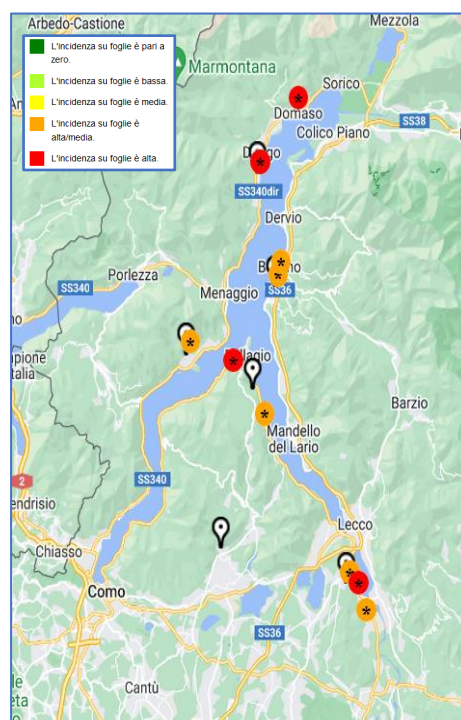 Arbedo-Castione
Mezzola
L'incidenza su foglie è pari a
zero.
L'incidenza su foglie è bassa.
L'incidenza su foglie è media.
L'incidenza su foglie è
alta/media.
L'incidenza su foglie è alta.
Marmontana
Sorico
Domaso
Colico Piano
SS38
SS340dir
Dervio
Porlezza
SS340
Menaggio
SS36
Barzio
Mandello
del Lario
2
SS340
Lecco
Chiasso
Como
SS36
Cantù